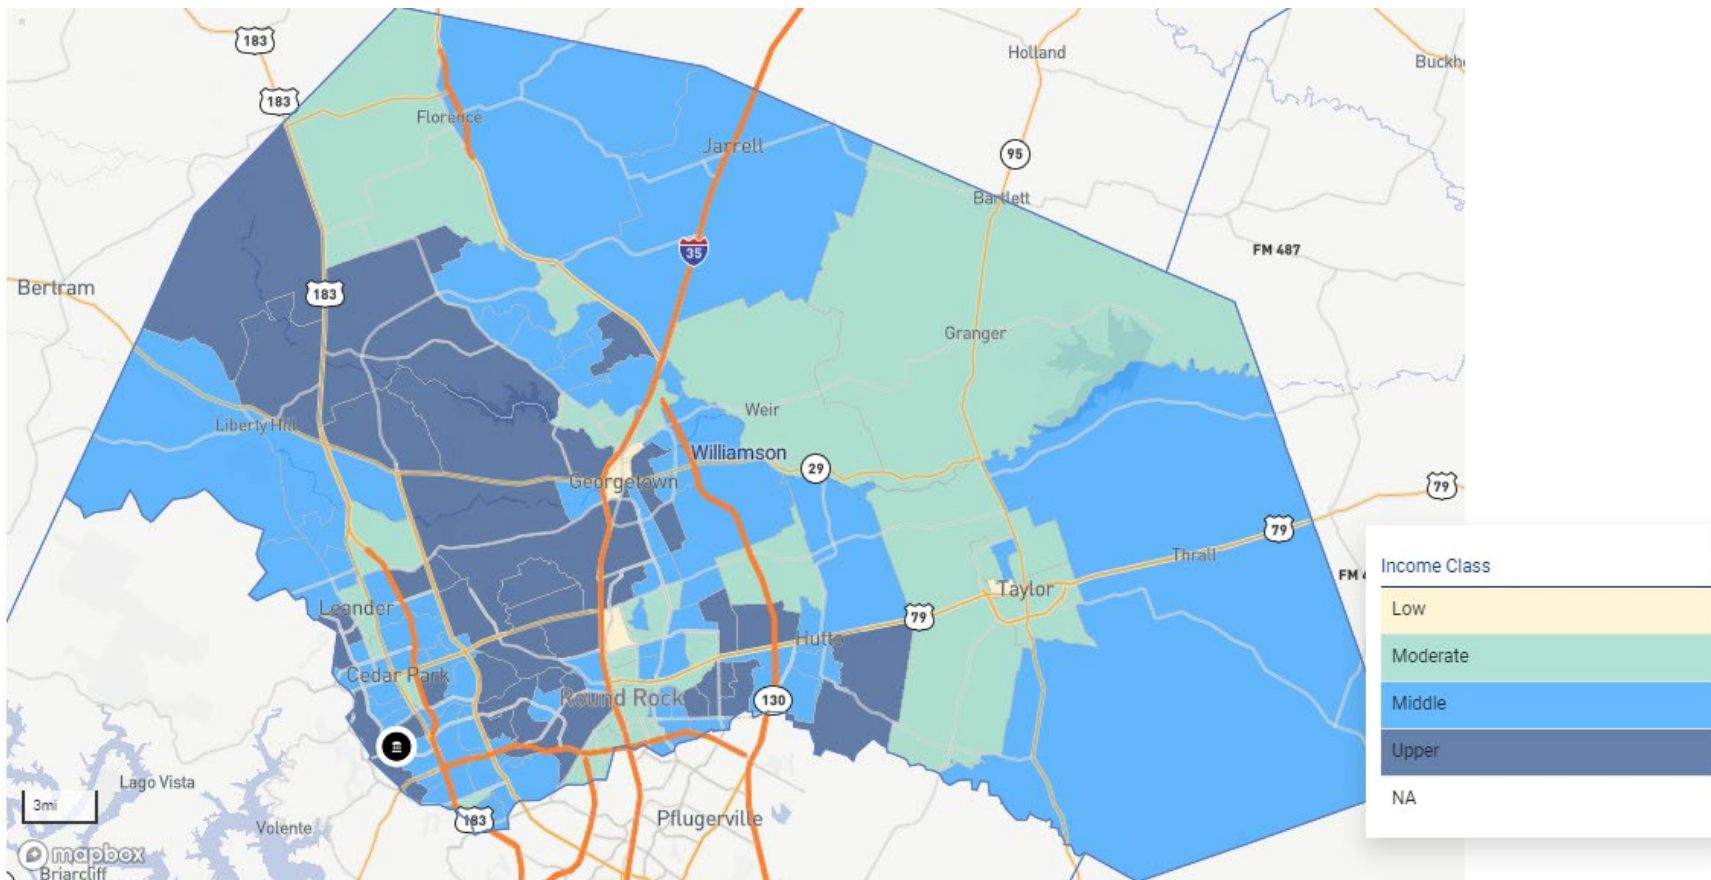 183
Holland
Buckh
183
Florence
Jarrell
95
Bartlett
FM 487
35
Bertram
183
Granger
Weir
Liberty Hill
Williamson
29
Georgetown
79
79
Thrall
Income Class
FM 4
Taylor
Low
Leander
79
Hutto
Moderate
Cedar Park
Round Rock
130
Middle
Upper
Lago Vista
NA
3mi
Volente
183
Pflugerville
mapbox
Briarcliff